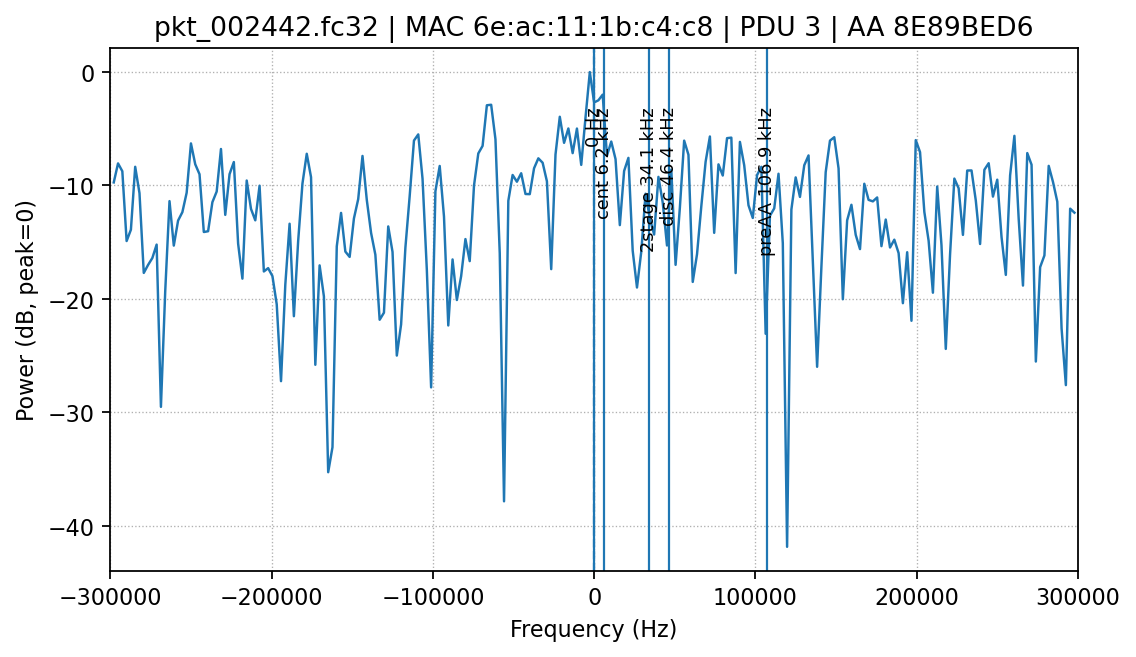 pkt_002442.fc32 | MAC 6e:ac:11:1b:c4:c8 | PDU 3 | AA 8E89BED6
Power (dB, peak=0)
0
−10
−20
−30
−40
0 Hz
cent 6.2 kHz
2stage 34.1 kHz
disc 46.4 kHz
preAA 106.9 kHz
−300000
−200000
−100000
0
100000
200000
300000
Frequency (Hz)